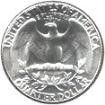 UNITED STATES OF AMERICA
QUARTER DOLLAR